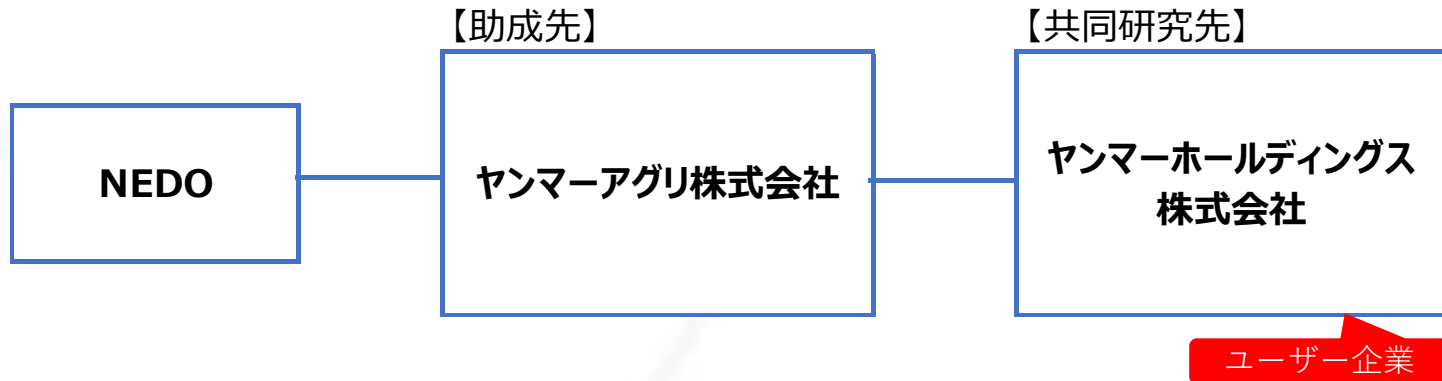 【助成先】
【共同研究先】
NEDO
ヤンマーアグリ株式会社
ヤンマーホールディングス
株式会社
ユーザー企業